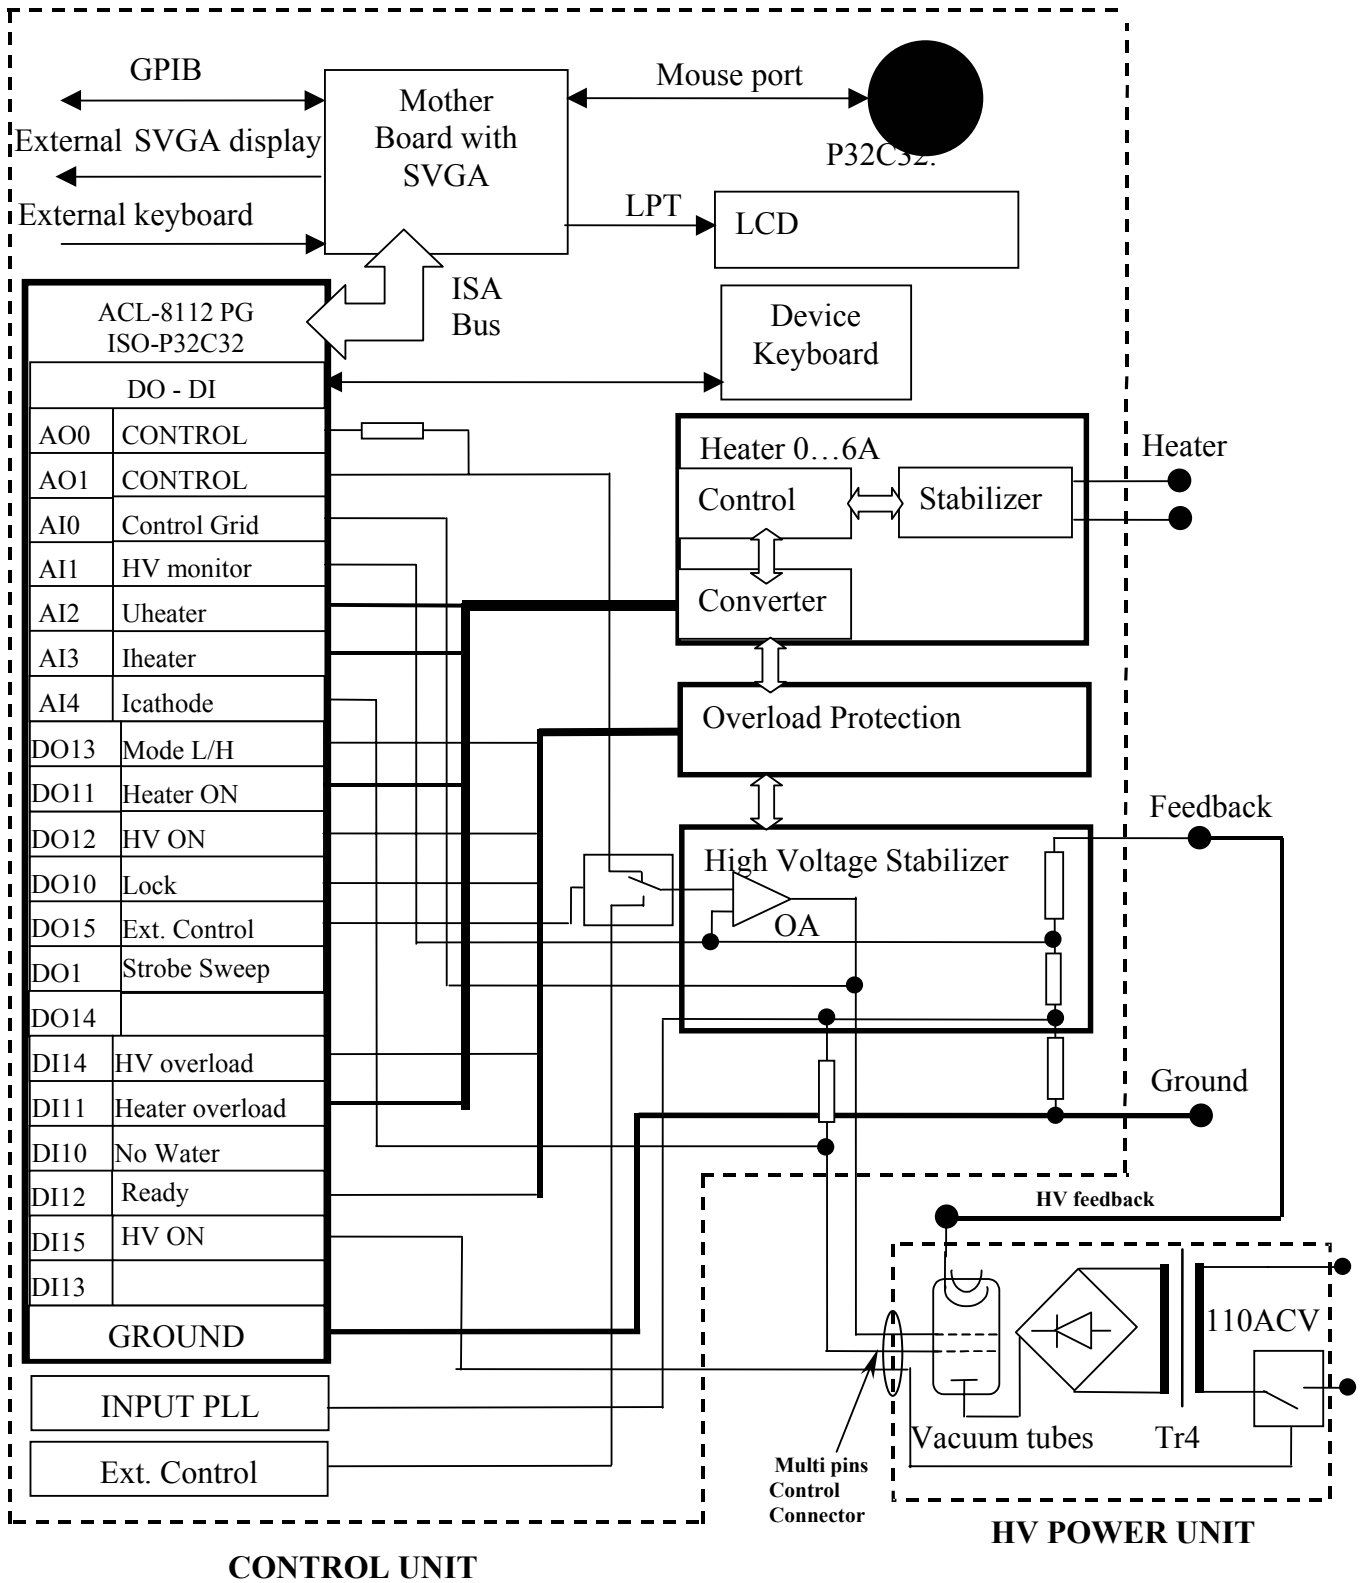 GPIB
Mother
Board with
SVGA
Mouse port
P32C32.
External SVGA display
External keyboard
LPT
LCD
ISA
Bus
Device
Keyboard
ACL-8112 PG
ISO-P32C32
DO - DI
AO0 CONTROL
AO1 CONTROL
AI0 Control Grid
AI1 HV monitor
AI2 Uheater
AI3 Iheater
AI4 Icathode
DO13 Mode L/H
DO11 Heater ON
DO12 HV ON
DO10 Lock
DO15 Ext. Control
DO1 Strobe Sweep
DO14
DI14 HV overload
DI11 Heater overload
DI10 No Water
DI12 Ready
DI15 HV ON
DI13
GROUND
INPUT PLL
Ext. Control
Heater 0…6A
Control
Stabilizer
Converter
Heater
Overload Protection
High Voltage Stabilizer
OA
Feedback
Ground
HV feedback
110ACV
Vacuum tubes
Tr4
Multi pins
Control
Connector
HV POWER UNIT
CONTROL UNIT